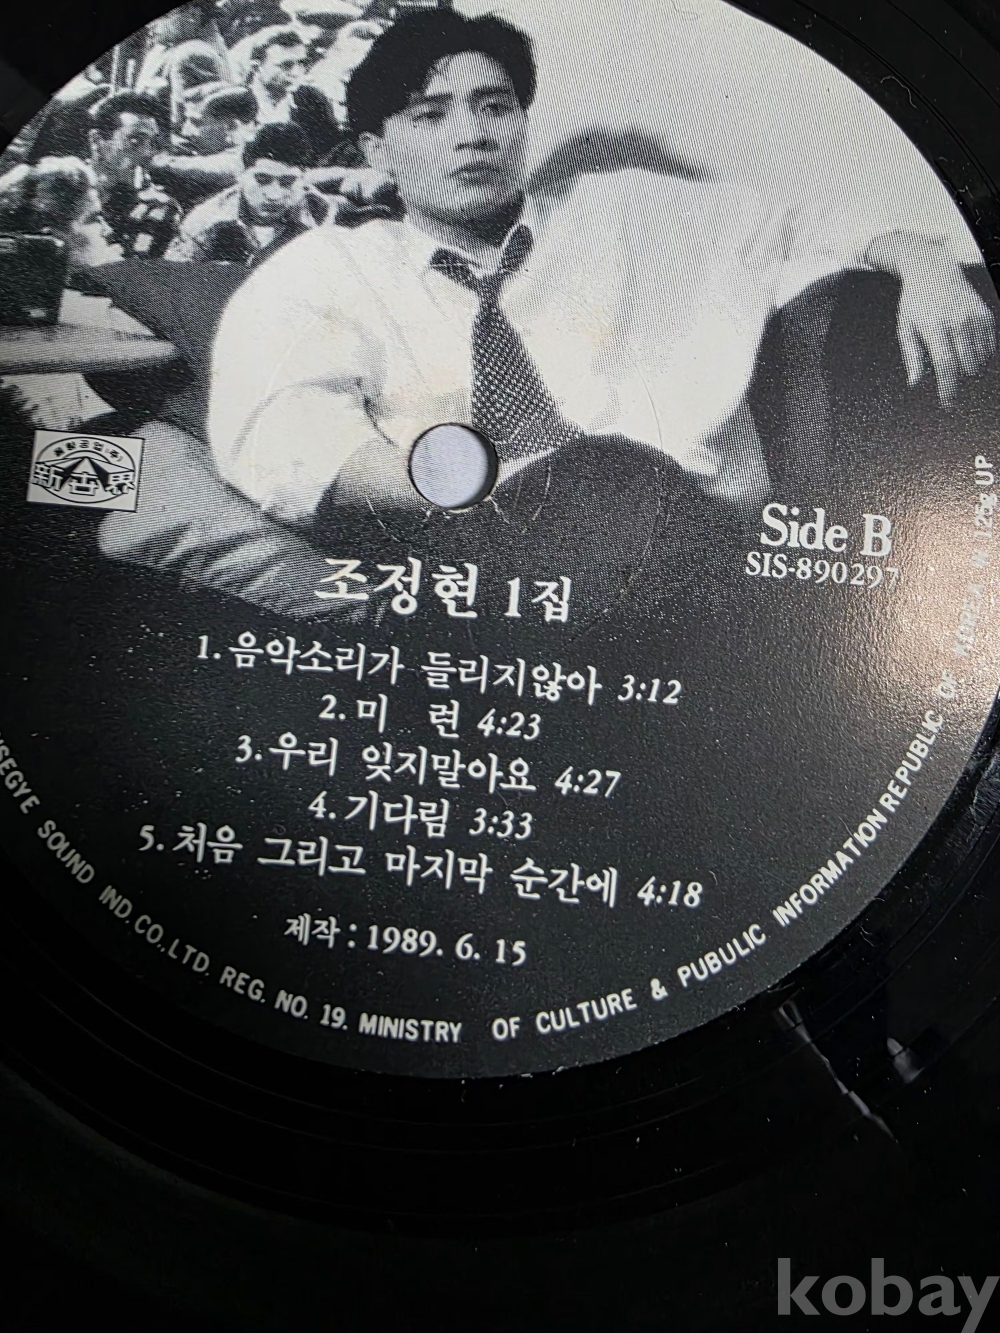 新世界
Side B
SIS-890297
조정현 1집
1. 음악소리가 들리지않아 3:12
2. 미 련 4:23
3. 우리 잊지말아요 4:27
4. 기다림 3:33
5. 처음 그리고 마지막 순간에 4:18
제작 : 1989. 6. 15
SOUND IND. CO., LTD. REG. NO. 19. MINISTRY OF CULTURE & PUBULIC INFORMATION REPUBLIC OF KOREA UP
kobay